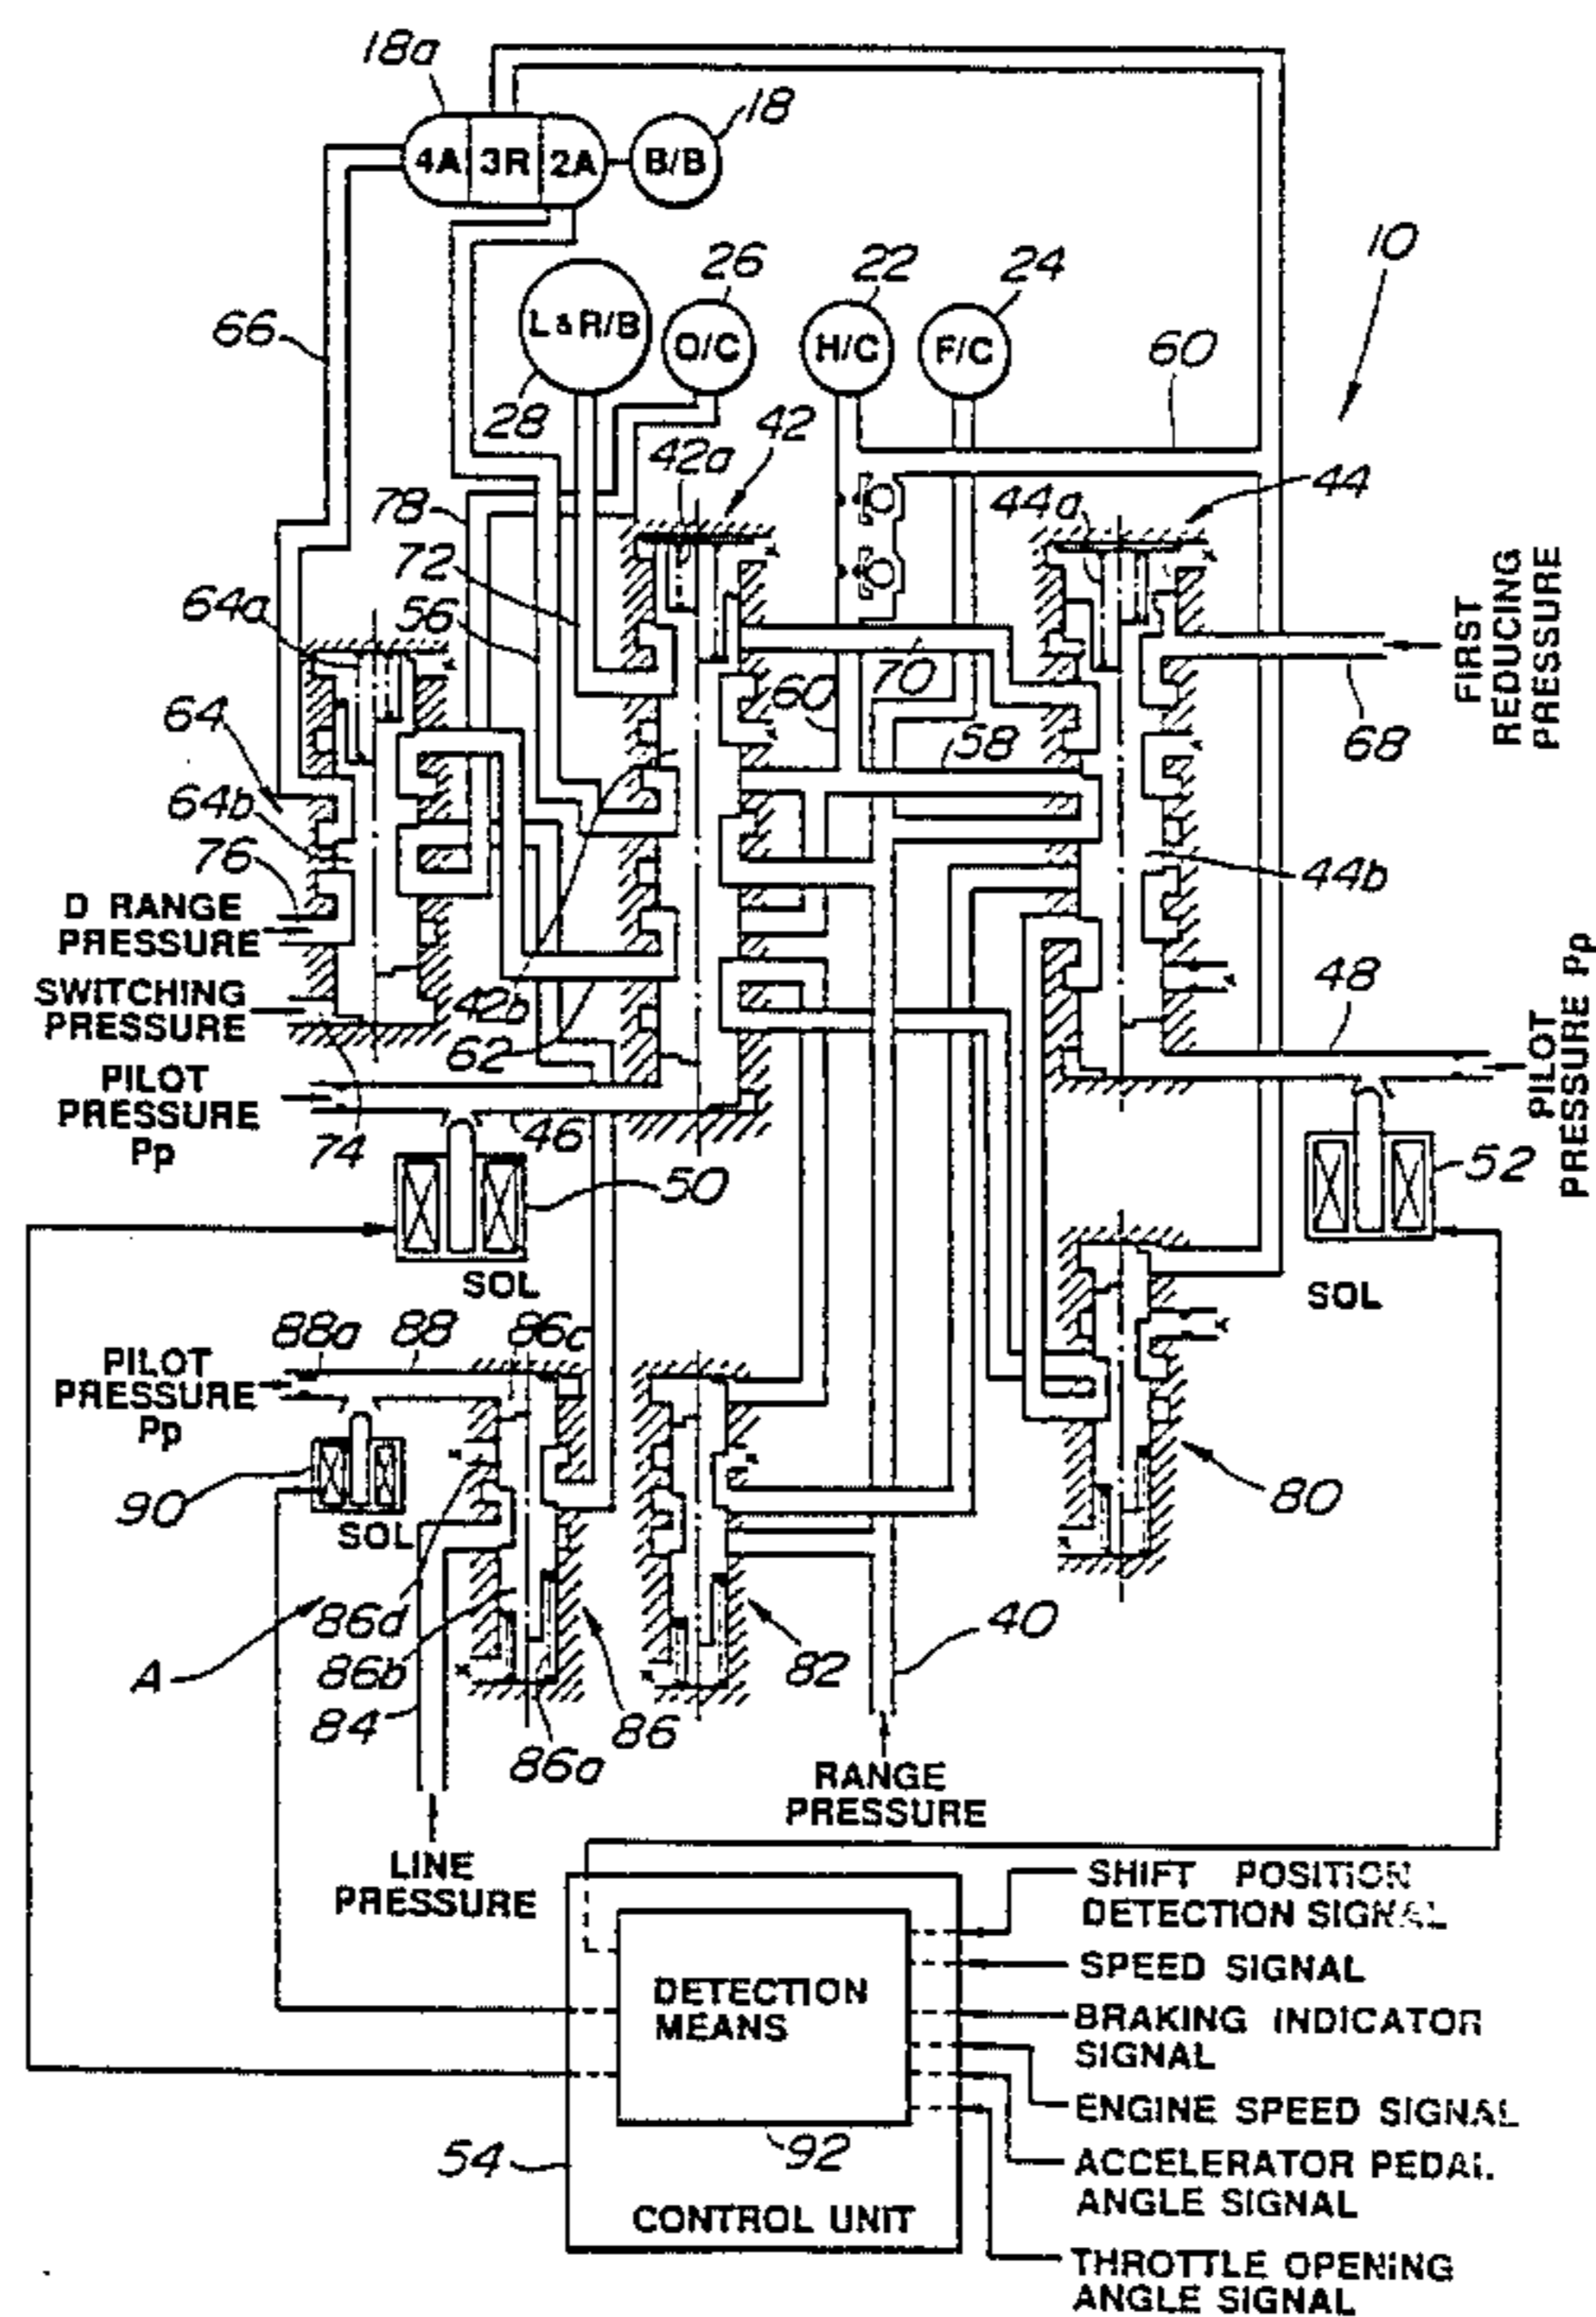 18a
18
4A 3R 2A B/B
10
26 22 24
66
L&R/B O/C H/C F/C
60
28
42
42a
44
44a
78
72
56
64a
FIRST
REDUCING
PRESSURE
70
60
58
68
64
64b
76
44b
D RANGE
PRESSURE
SWITCHING
PRESSURE
42b
62
48
PILOT
PRESSURE
Pp
PILOT
PRESSURE Pp
74
46
50
52
SOL
SOL
88a 88 86c
PILOT
PRESSURE
Pp
90
SOL
80
86d
86b
A
84
86a
86
82
40
RANGE
PRESSURE
LINE
PRESSURE
SHIFT POSITION
DETECTION SIGNAL
SPEED SIGNAL
DETECTION
MEANS
BRAKING INDICATOR
SIGNAL
ENGINE SPEED SIGNAL
54
92
ACCELERATOR PEDAL
ANGLE SIGNAL
CONTROL UNIT
THROTTLE OPENING
ANGLE SIGNAL